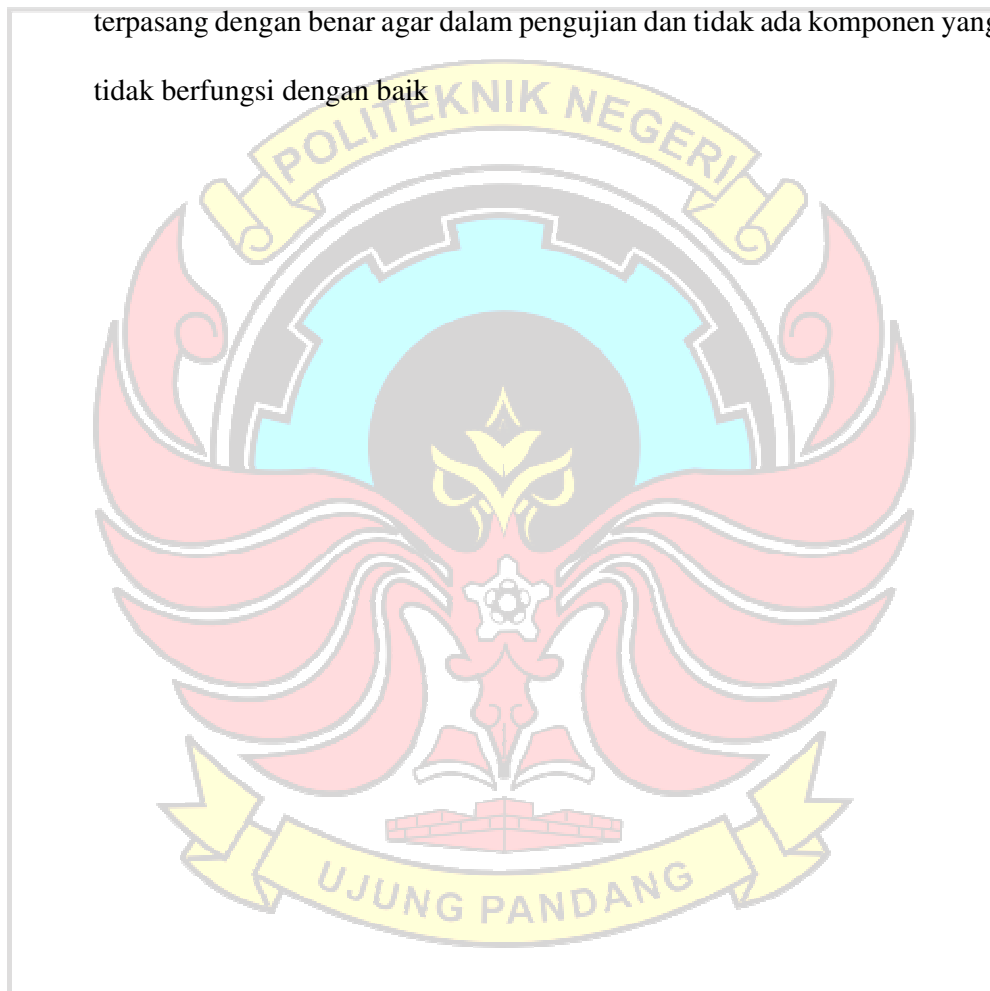 terpasang dengan benar agar dalam pengujian dan tidak ada komponen yang
tidak berfungsi dengan baik
POLITEKNIK NEGERI
UJUNG PANDANG